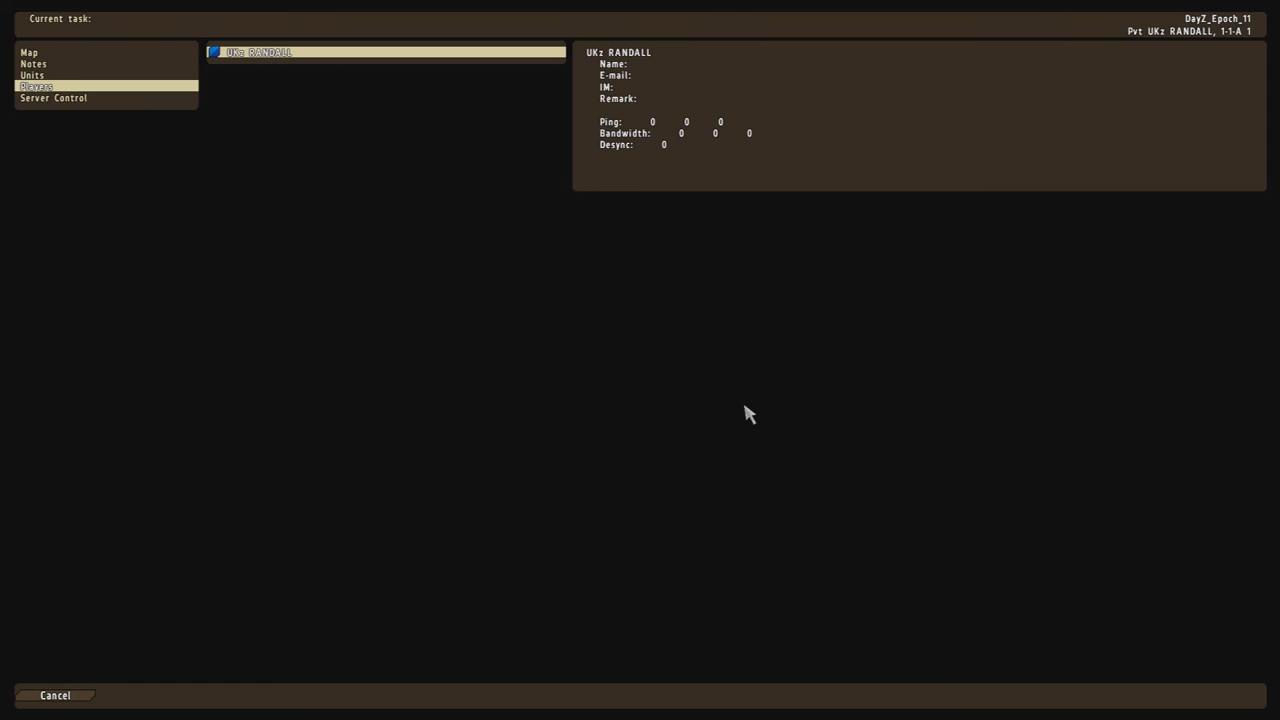 Current task:
DayZ_Epoch_11
Pvt UKz RANDALL, 1-1-A 1
Map
Notes
Units
Players
Server Control
UKz RANDALL
UKz RANDALL
Name:
E-mail:
IM:
Remark:
Ping: 0 0 0
Bandwidth: 0 0 0
Desync: 0
Cancel